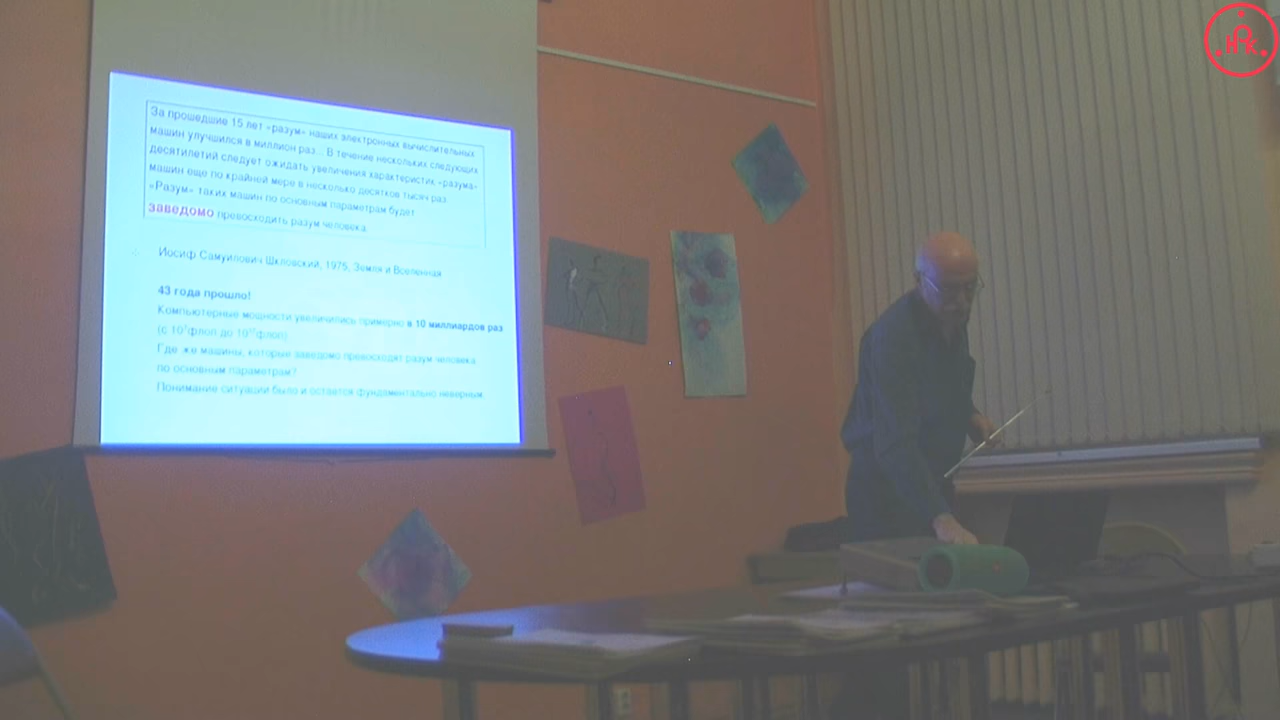 За прошедшие 15 лет «разум» наших электронных вычислительных
машин улучшился в миллион раз... В течение нескольких следующих
десятилетий следует ожидать увеличения характеристик «разума»
машин еще по крайней мере в несколько десятков тысяч раз.
«Разум» таких машин по основным параметрам будет
заведомо превосходить разум человека.
Иосиф Самуилович Шкловский, 1975, Земля и Вселенная
43 года прошло!
Компьютерные мощности увеличились примерно в 10 миллиардов раз
флоп до флоп)
Где же машины, которые заведомо превосходят разум человека
по основным параметрам?
Понимание ситуации было и остается фундаментально неверным